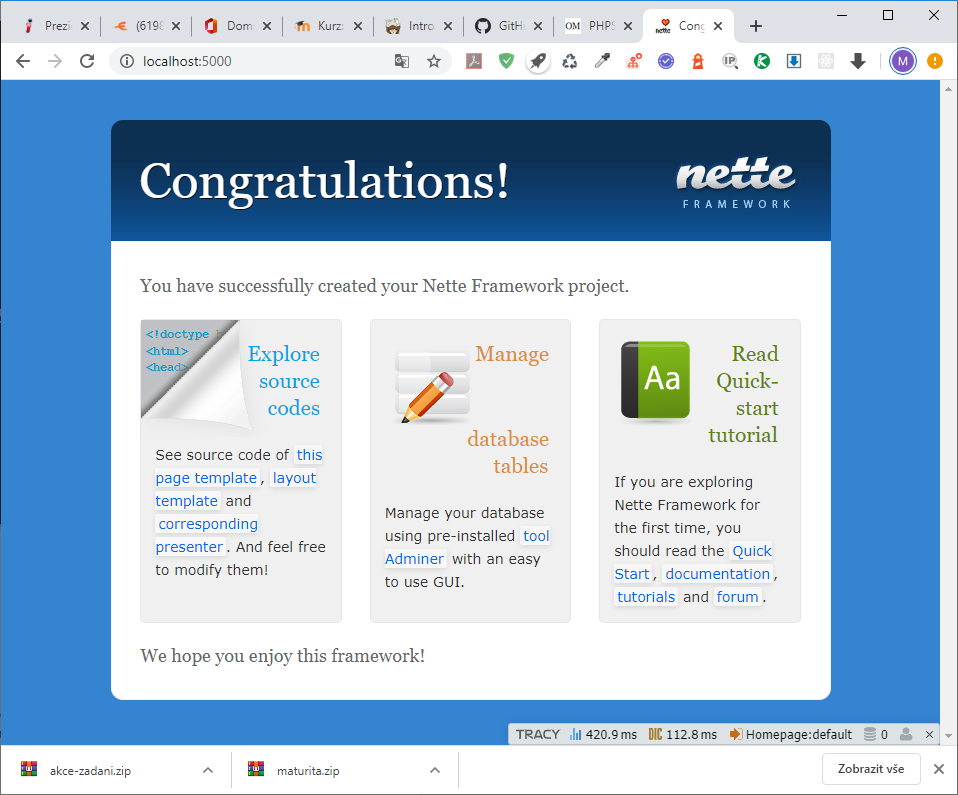 Prezi
(6198
Dom
Kurz:
Intro
GitH
OM
PHPS
nette
Cong
localhost:5000
IP
K
M
Congratulations!
nette
FRAMEWORK
You have successfully created your Nette Framework project.
<!doctype h
<html>
<head>
Explore
source
codes
See source code of this
page template, layout
template and
corresponding
presenter. And feel free
to modify them!
Manage
database
tables
Manage your database
using pre-installed tool
Adminer with an easy
to use GUI.
Aa
Read
Quick-
start
tutorial
If you are exploring
Nette Framework for
the first time, you
should read the Quick
Start, documentation,
tutorials and forum.
We hope you enjoy this framework!
TRACY 420.9 ms DIC 112.8 ms Homepage:default 0
akce-zadani.zip
maturita.zip
Zobrazit vše